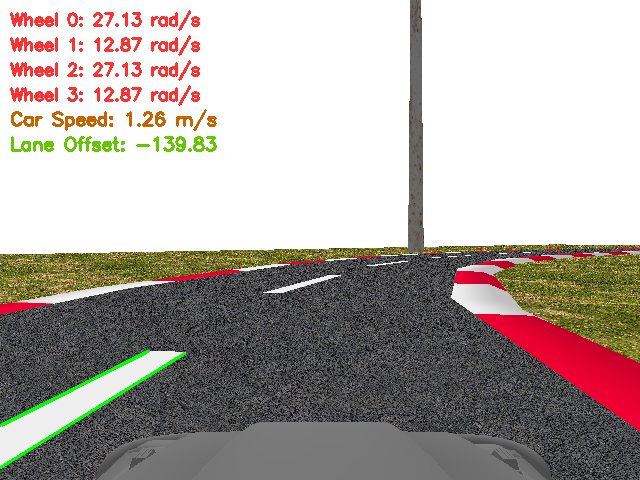 Wheel 0: 27.13 rad/s
Wheel 1: 12.87 rad/s
Wheel 2: 27.13 rad/s
Wheel 3: 12.87 rad/s
Car Speed: 1.26 m/s
Lane Offset: -139.83